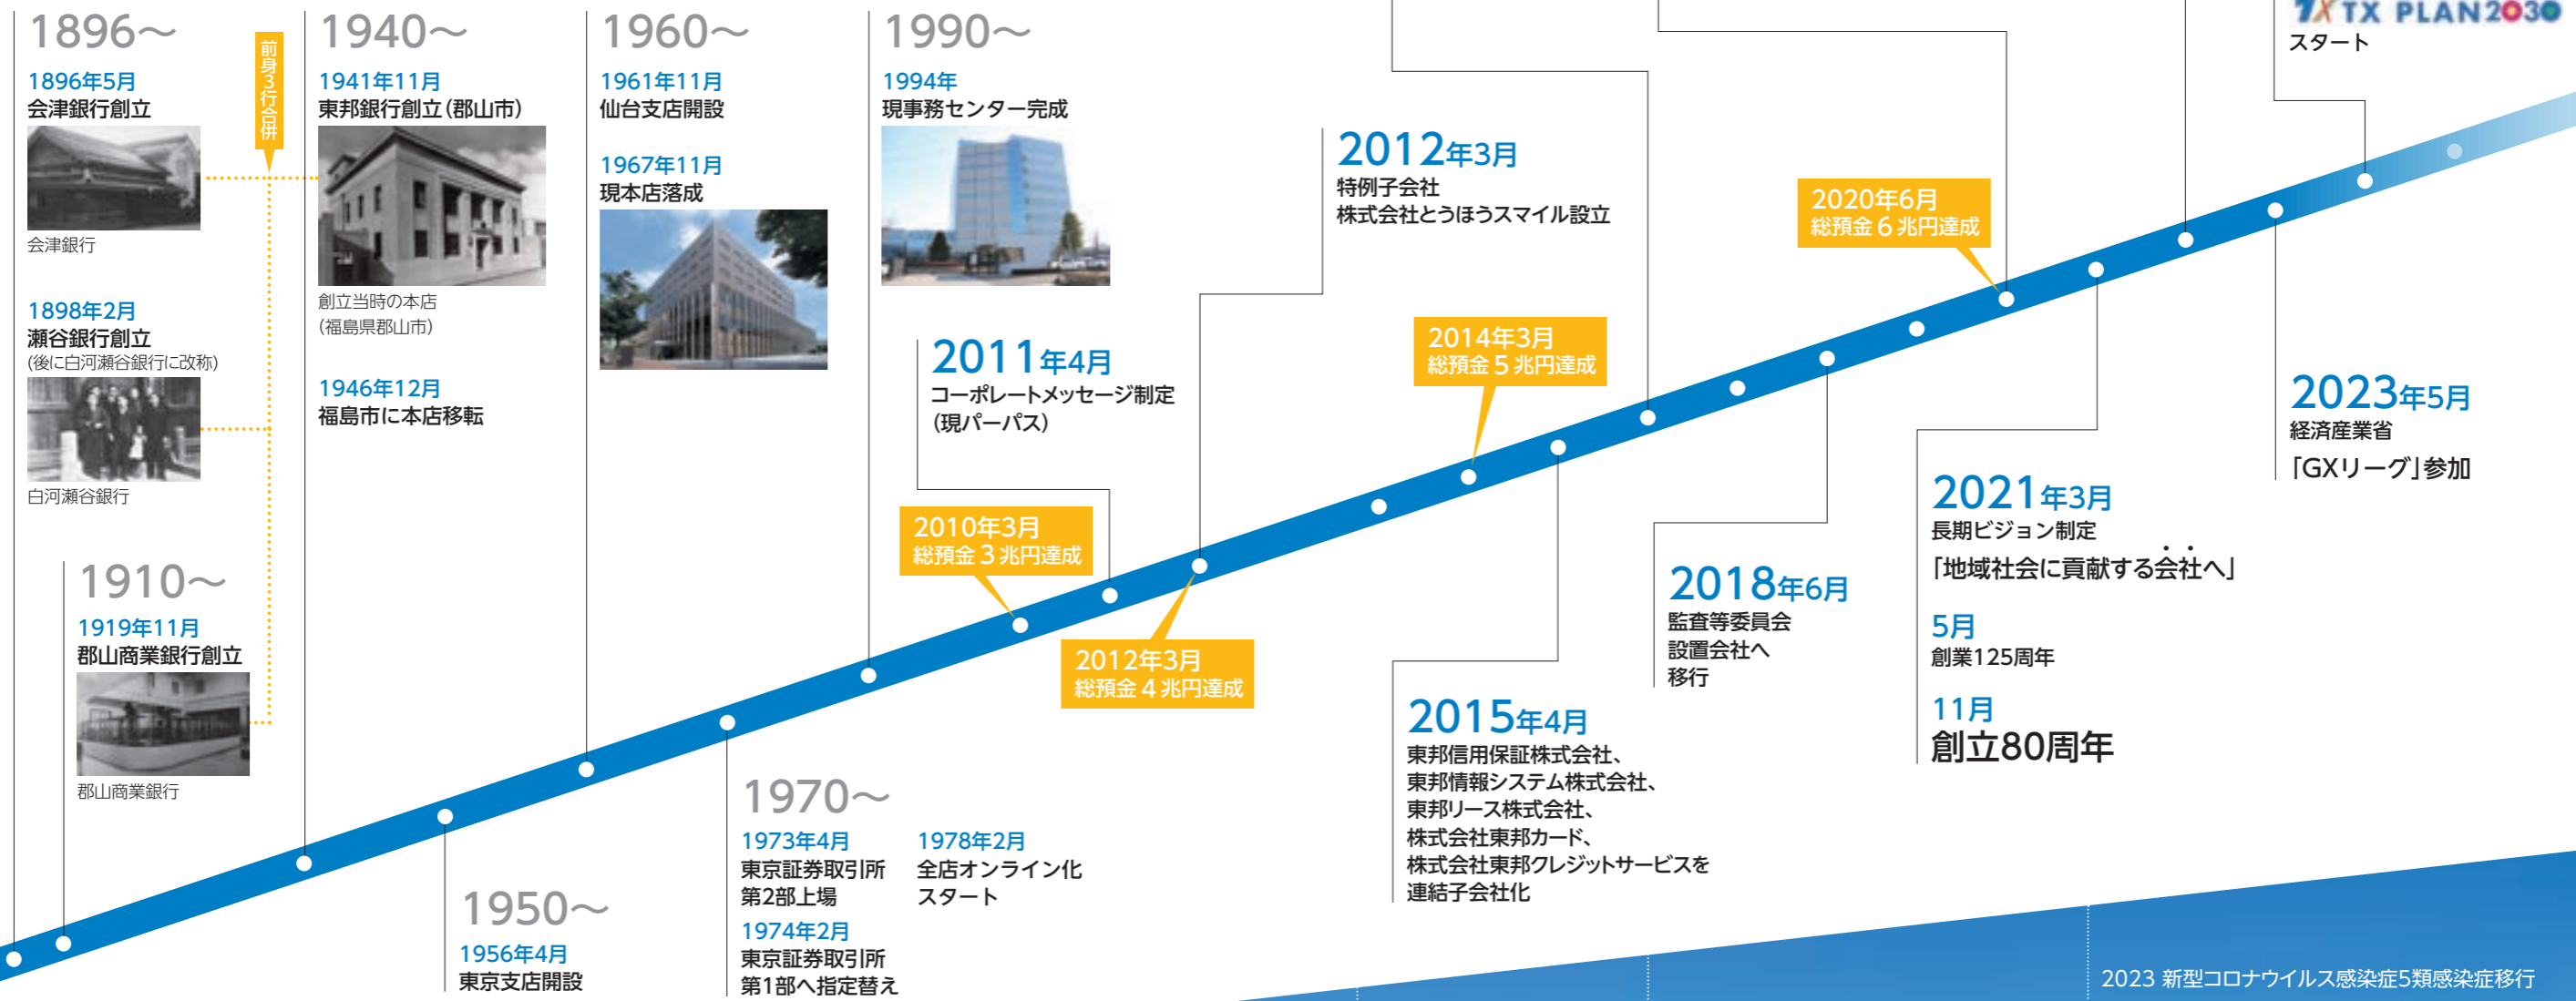 1896～
1896年5月
会津銀行創立
会津銀行
1898年2月
瀬谷銀行創立
(後に白河瀬谷銀行に改称)
白河瀬谷銀行
前身3行合併
1910～
1919年11月
郡山商業銀行創立
郡山商業銀行
1940～
1941年11月
東邦銀行創立（郡山市）
創立当時の本店
（福島県郡山市）
1946年12月
福島市に本店移転
1950～
1956年4月
東京支店開設
1960～
1961年11月
仙台支店開設
1967年11月
現本店落成
1970～
1973年4月
東京証券取引所
第2部上場
1974年2月
東京証券取引所
第1部へ指定替え
1978年2月
全店オンライン化
スタート
1990～
1994年
現事務センター完成
2010年3月
総預金3兆円達成
2011年4月
コーポレートメッセージ制定
（現パーパス）
2012年3月
特例子会社
株式会社とうほうスマイル設立
2012年3月
総預金4兆円達成
2014年3月
総預金5兆円達成
2015年4月
東邦信用保証株式会社、
東邦情報システム株式会社、
東邦リース株式会社、
株式会社東邦カード、
株式会社東邦クレジットサービスを
連結子会社化
2018年6月
監査等委員会
設置会社へ
移行
2020年6月
総預金6兆円達成
2021年3月
長期ビジョン制定
「地域社会に貢献する会社へ」
5月
創業125周年
11月
創立80周年
2023年5月
経済産業省
「GXリーグ」参加
TX TX PLAN2030
スタート
2023 新型コロナウイルス感染症5類感染症移行